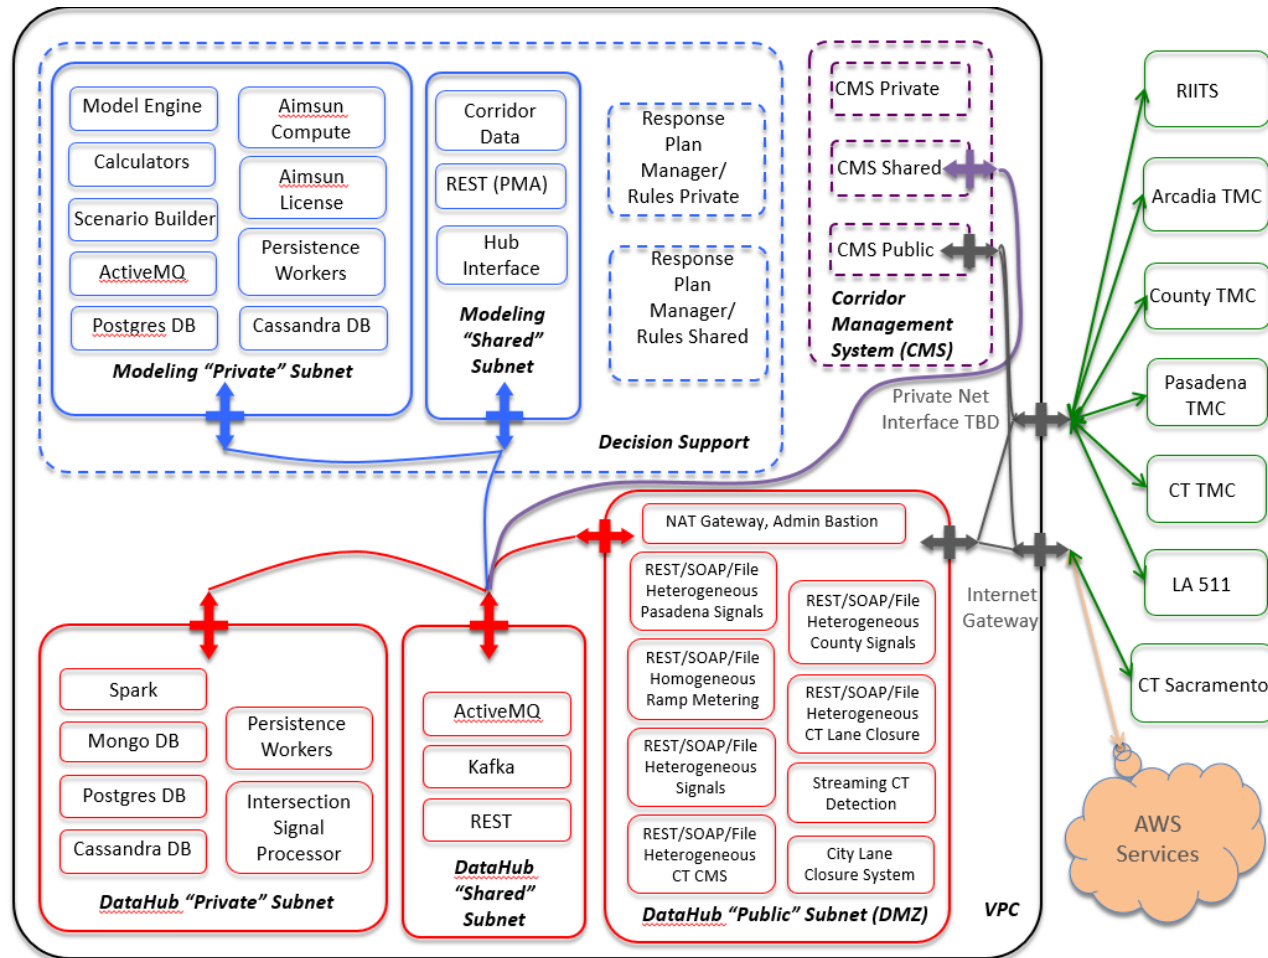 Model Engine
Calculators
Scenario Builder
ActiveMQ
Postgres DB
Aimsun
Compute
Aimsun
License
Persistence
Workers
Cassandra DB
Modeling “Private” Subnet
Corridor
Data
REST (PMA)
Hub
Interface
Modeling
“Shared”
Subnet
Response
Plan
Manager/
Rules Private
Response
Plan
Manager/
Rules Shared
Decision Support
CMS Private
CMS Shared
CMS Public
Corridor
Management
System (CMS)
Private Net
Interface TBD
RIITS
Arcadia TMC
County TMC
Pasadena
TMC
CT TMC
LA 511
CT Sacramento
AWS
Services
Internet
Gateway
NAT Gateway, Admin Bastion
REST/SOAP/File
Heterogeneous
Pasadena Signals
REST/SOAP/File
Homogeneous
Ramp Metering
REST/SOAP/File
Heterogeneous
Signals
REST/SOAP/File
Heterogeneous
CT CMS
REST/SOAP/File
Heterogeneous
County Signals
REST/SOAP/File
Heterogeneous
CT Lane Closure
Streaming CT
Detection
City Lane
Closure System
DataHub “Public” Subnet (DMZ)
VPC
Spark
Mongo DB
Postgres DB
Cassandra DB
Persistence
Workers
Intersection
Signal
Processor
DataHub “Private” Subnet
ActiveMQ
Kafka
REST
DataHub
“Shared”
Subnet